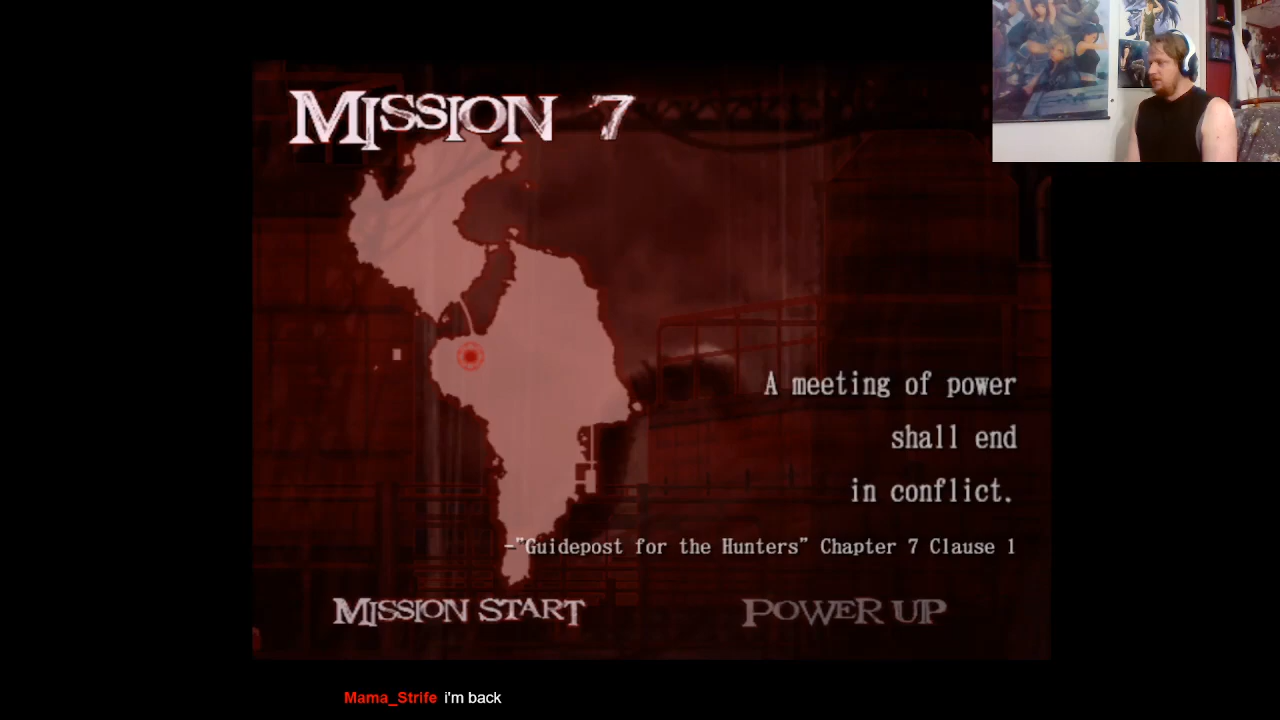 MISSION 7
A meeting of power
shall end
in conflict.
-"Guidepost for the Hunters" Chapter 7 Clause 1
MISSION START
POWER UP
Mama_Strife i'm back